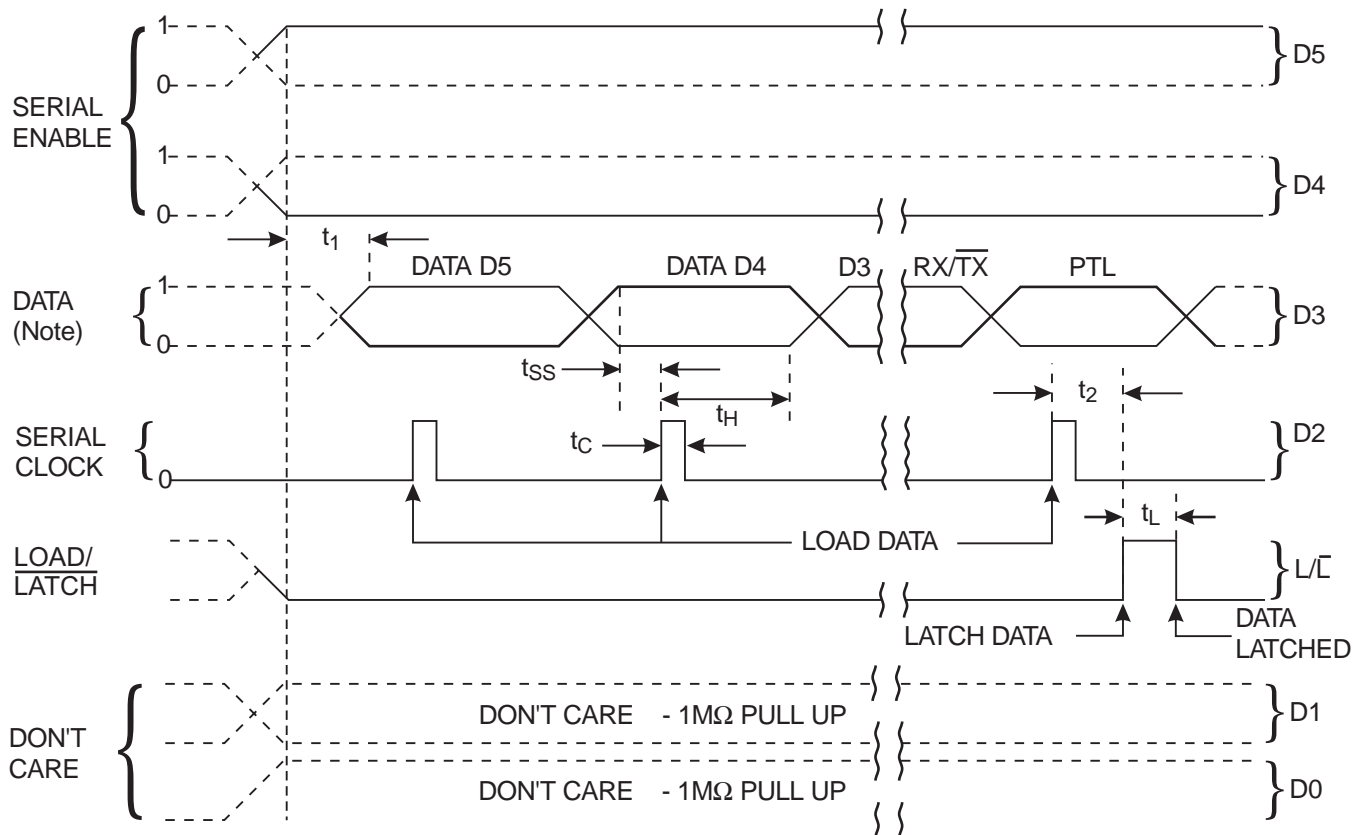 1
0
D5
SERIAL
ENABLE
1
0
D4
t1
DATA D5
DATA D4
D3
RX/TX
PTL
DATA
(Note)
1
0
D3
tSS
tH
t2
SERIAL
CLOCK
0
tC
D2
tL
LOAD DATA
LOAD/
LATCH
L/L
LATCH DATA
DATA
LATCHED
DON'T
CARE
DON'T CARE - 1MΩ PULL UP
D1
DON'T CARE - 1MΩ PULL UP
D0